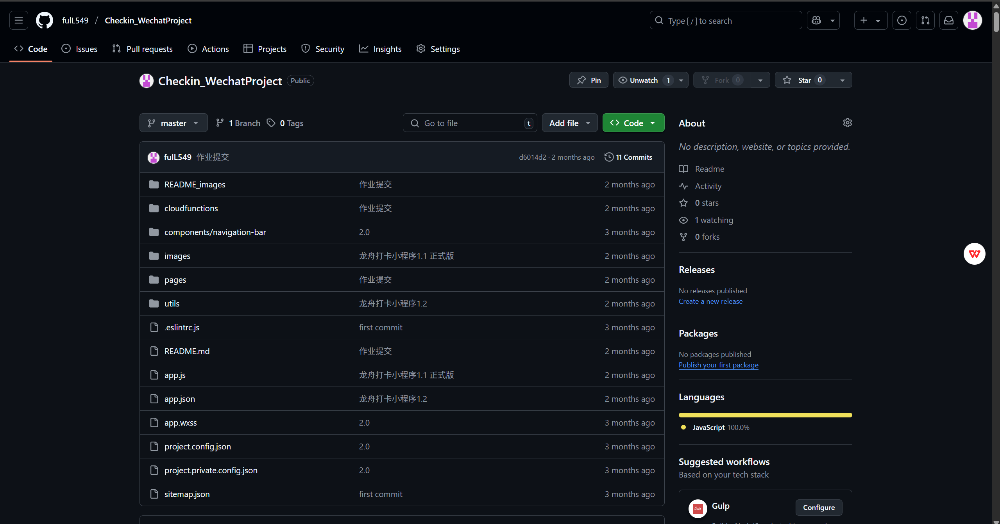 fulL549 / Checkin_WechatProject
Type / to search
Code Issues Pull requests Actions Projects Security Insights Settings
Checkin_WechatProject Public
Pin Unwatch 1 Fork 0 Star 0
master 1 Branch 0 Tags Go to file t Add file Code
fulL549 作业提交 d6014d2 · 2 months ago 11 Commits
README_images 作业提交 2 months ago
cloudfunctions 作业提交 2 months ago
components/navigation-bar 2.0 3 months ago
images 龙舟打卡小程序1.1 正式版 2 months ago
pages 作业提交 2 months ago
utils 龙舟打卡小程序1.2 2 months ago
.eslintrc.js first commit 3 months ago
README.md 作业提交 2 months ago
app.js 龙舟打卡小程序1.1 正式版 2 months ago
app.json 龙舟打卡小程序1.2 2 months ago
app.wxss 2.0 3 months ago
project.config.json 2.0 3 months ago
project.private.config.json 2.0 3 months ago
sitemap.json first commit 3 months ago
About
No description, website, or topics provided.
Readme
Activity
0 stars
1 watching
0 forks
Releases
No releases published
Create a new release
Packages
No packages published
Publish your first package
Languages
JavaScript 100.0%
Suggested workflows
Based on your tech stack
Gulp
Gulp Configure